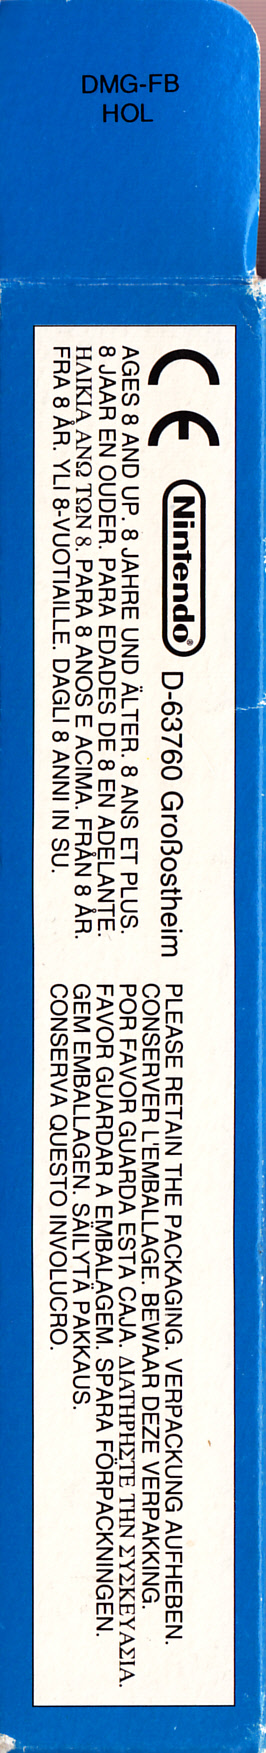 DMG-FB
HOL
CE Nintendo® D-63760 Großostheim
AGES 8 AND UP. 8 JAHRE UND ÄLTER. 8 ANS ET PLUS.
8 JAAR EN OUDER. PARA EDADES DE 8 EN ADELANTE.
ΗΛΙΚΙΑ ΑΝΩ ΤΩΝ 8. PARA 8 ANOS E ACIMA. FRÅN 8 ÅR.
FRA 8 ÅR. YLI 8-VUOTIAILLE. DAGLI 8 ANNI IN SU.
PLEASE RETAIN THE PACKAGING. VERPACKUNG AUFHEBEN.
CONSERVER L'EMBALLAGE. BEWAAR DEZE VERPAKKING.
POR FAVOR GUARDA ESTA CAJA. ΔΙΑΤΗΡΗΣΤΕ ΤΗΝ ΣΥΣΚΕΥΑΣΙΑ.
FAVOR GUARDAR A EMBALAGEM. SPARA FÖRPACKNINGEN.
GEM EMBALLAGEN. SÄILYTÄ PAKKAUS.
CONSERVA QUESTO INVOLUCRO.